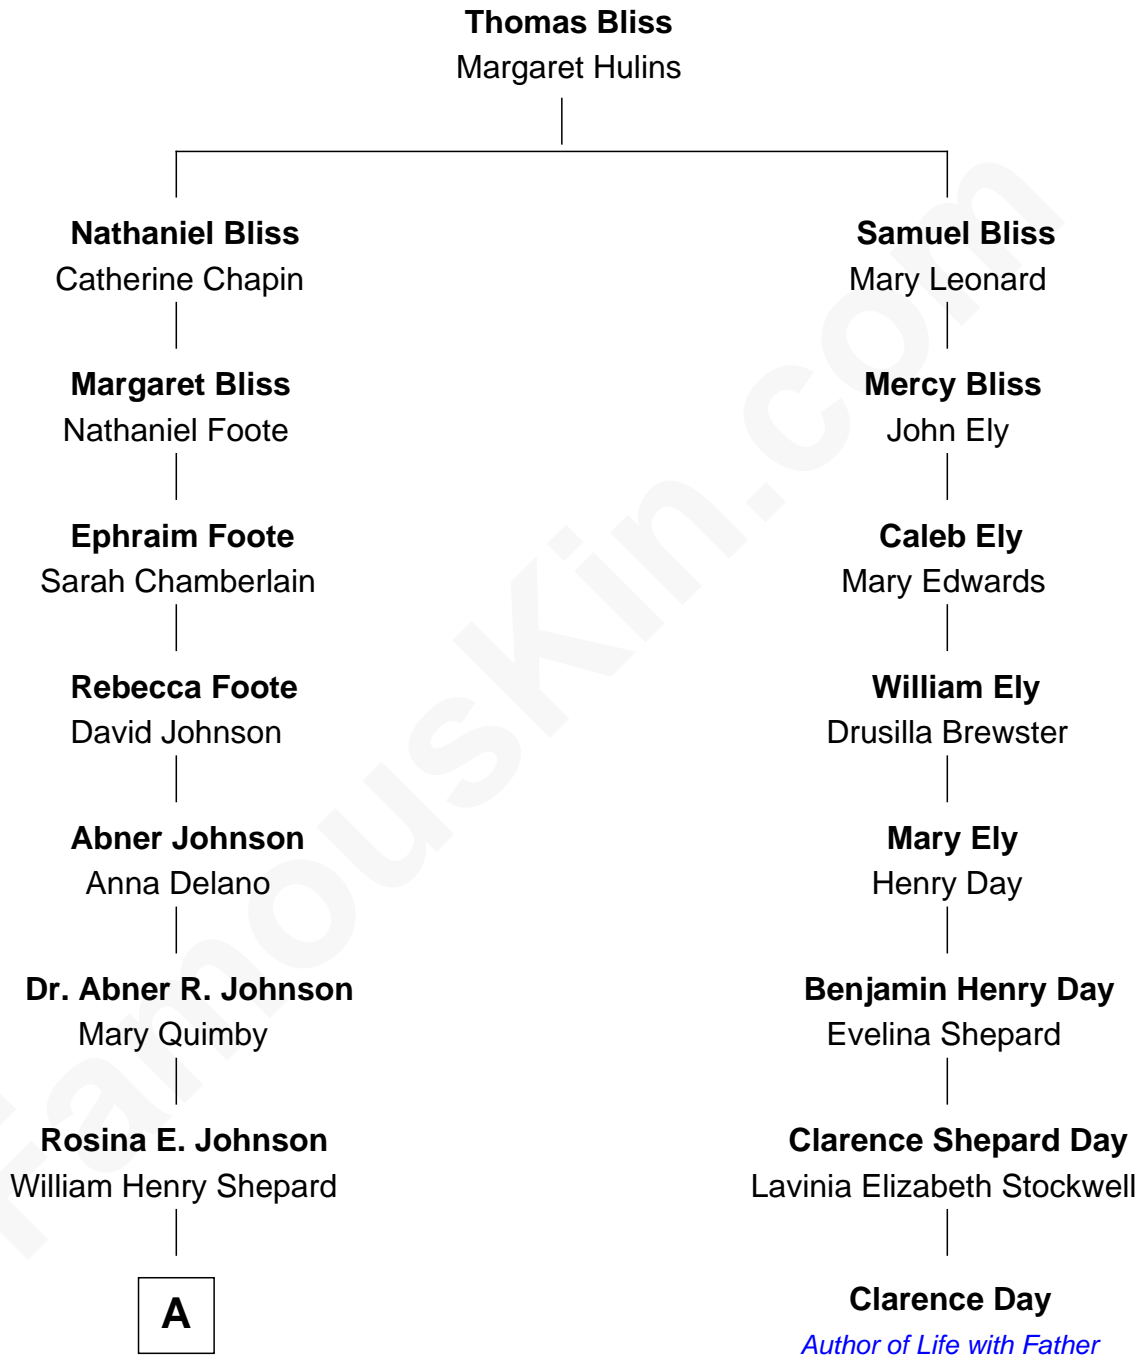 Thomas Bliss
Margaret Hulins
Nathaniel Bliss
Catherine Chapin
Samuel Bliss
Mary Leonard
Margaret Bliss
Nathaniel Foote
Mercy Bliss
John Ely
Ephraim Foote
Sarah Chamberlain
Caleb Ely
Mary Edwards
Rebecca Foote
David Johnson
William Ely
Drusilla Brewster
Abner Johnson
Anna Delano
Mary Ely
Henry Day
Dr. Abner R. Johnson
Mary Quimby
Benjamin Henry Day
Evelina Shepard
Rosina E. Johnson
William Henry Shepard
Clarence Shepard Day
Lavinia Elizabeth Stockwell
A
Clarence Day
Author of Life with Father
FamousKin.com